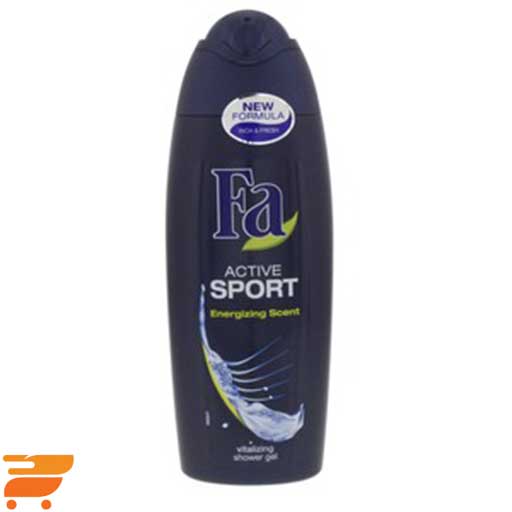 NEW
FORMULA
RICH & FRESH
Fa
ACTIVE
SPORT
Energizing Scent
vitalizing
shower gel